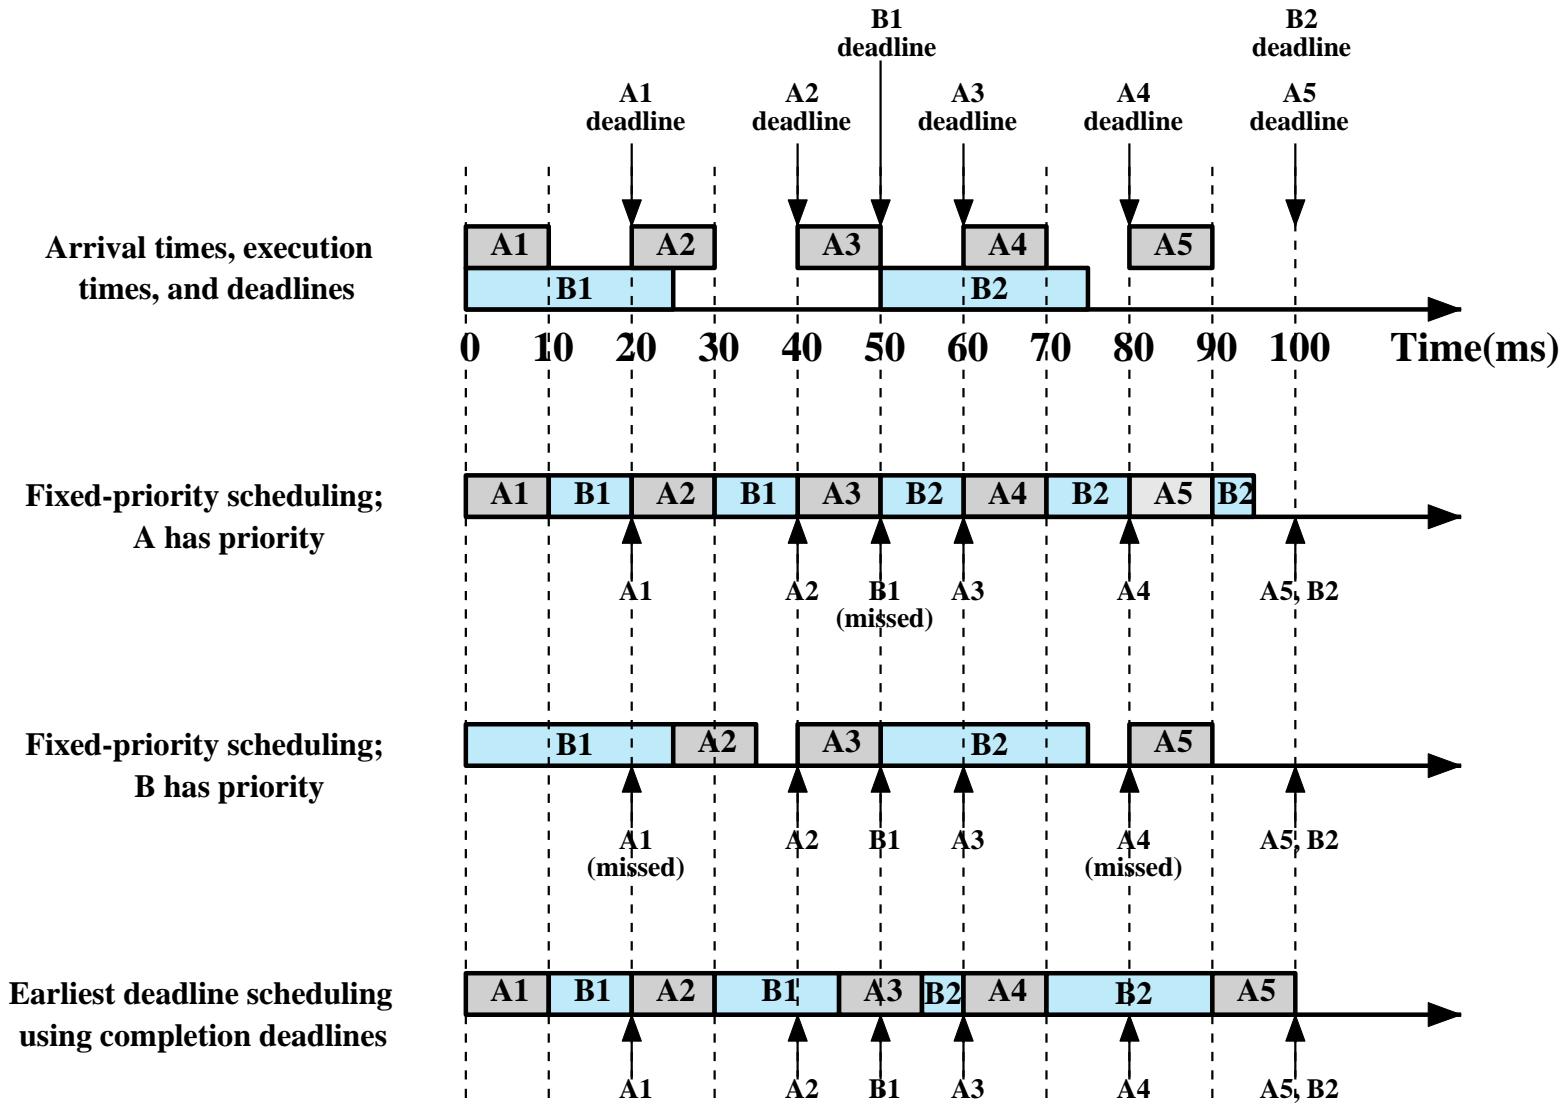 B1
deadline
B2
deadline
A1
deadline
A2
deadline
A3
deadline
A4
deadline
A5
deadline
Arrival times, execution
times, and deadlines
A1 A2 A3 A4 A5
B1 B2
0 10 20 30 40 50 60 70 80 90 100 Time(ms)
Fixed-priority scheduling;
A has priority
A1 B1 A2 B1 A3 B2 A4 B2 A5 B2
A1 A2 B1 A3 A4 A5, B2
(missed)
Fixed-priority scheduling;
B has priority
B1 A2 A3 B2 A5
A1 A2 B1 A3 A4 A5, B2
(missed) (missed)
Earliest deadline scheduling
using completion deadlines
A1 B1 A2 B1 A3 B2 A4 B2 A5
A1 A2 B1 A3 A4 A5, B2